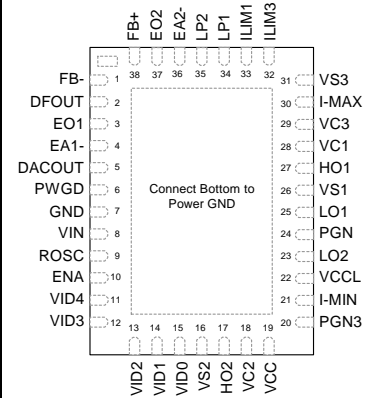 FB+
EO2
EA2-
LP2
LP1
ILIM1
ILIM3
38 37 36 35 34 33 32
FB- 1
DFOUT 2
EO1 3
EA1- 4
DACOUT 5
PWGD 6
GND 7
VIN 8
ROSC 9
ENA 10
VID4 11
VID3 12
Connect Bottom to
Power GND
31 VS3
30 I-MAX
29 VC3
28 VC1
27 HO1
26 VS1
25 LO1
24 PGN
23 LO2
22 VCCL
21 I-MIN
20 PGN3
13 14 15 16 17 18 19
VID2
VID1
VID0
VS2
HO2
VC2
VCC